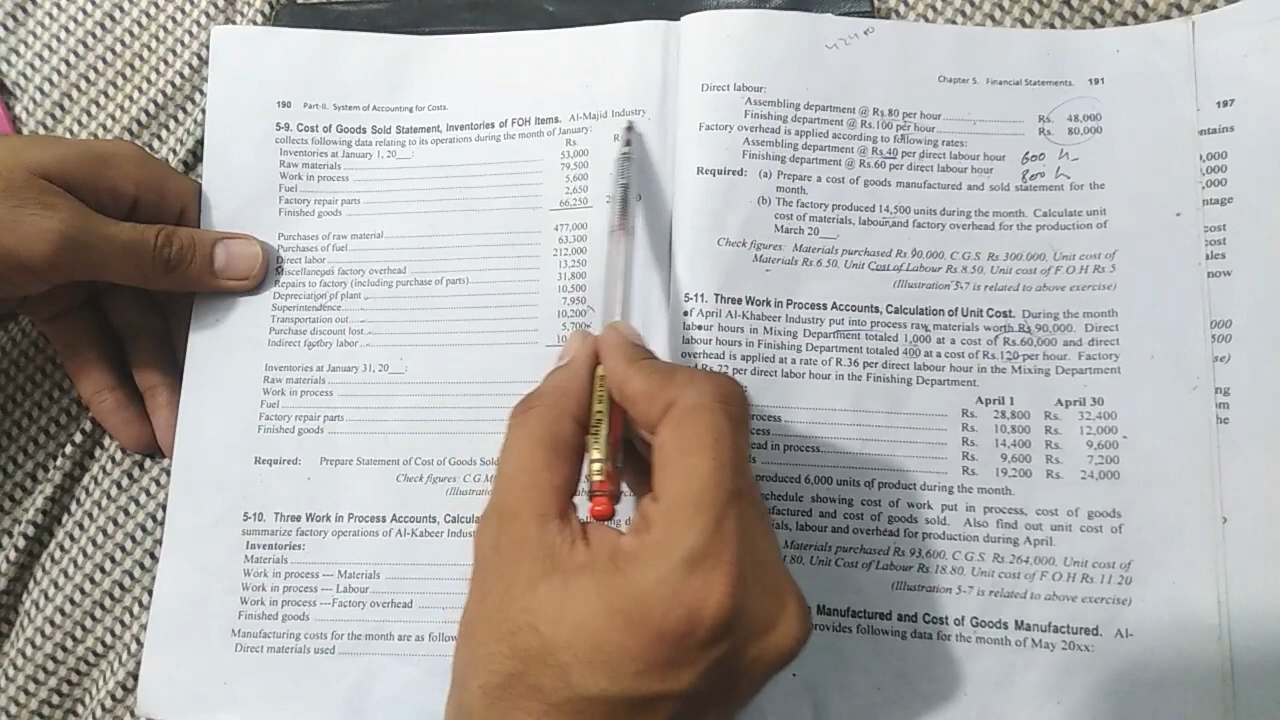 190 Part-II. System of Accounting for Costs.
5-9. Cost of Goods Sold Statement, Inventories of FOH Items. Al-Majid Industry
collects following data relating to its operations during the month of January:
Rs.
Inventories at January 1, 20___:
Raw materials 53,000
Work in process 79,500
Fuel 5,600
Factory repair parts 2,650
Finished goods 66,250
Purchases of raw material 477,000
Purchases of fuel 63,300
Direct labor 212,000
Miscellaneous factory overhead 13,250
Repairs to factory (including purchase of parts) 31,800
Depreciation of plant 10,500
Superintendence 7,950
Transportation out 10,200
Purchase discount lost 5,700
Indirect factory labor
Inventories at January 31, 20___:
Raw materials
Work in process
Fuel
Factory repair parts
Finished goods
Required: Prepare Statement of Cost of Goods Sold
Check figures: C.G.M
5-10. Three Work in Process Accounts,
summarize factory operations of Al-Kabeer
Inventories:
Materials
Work in process --- Materials
Work in process --- Labour
Work in process ---Factory overhead
Finished goods
Manufacturing costs for the month are as
Direct materials used
4240
Chapter 5. Financial Statements. 191
Direct labour:
Assembling department @ Rs.80 per hour Rs. 48,000
Finishing department @ Rs.100 per hour Rs. 80,000
Factory overhead is applied according to following rates:
Assembling department @ Rs.40 per direct labour hour 600 h
Finishing department @ Rs.60 per direct labour hour 800 h
Required: (a) Prepare a cost of goods manufactured and sold statement for the
month.
(b) The factory produced 14,500 units during the month. Calculate unit
cost of materials, labour and factory overhead for the production of
March 20___.
Check figures: Materials purchased Rs.90,000, C.G.S. Rs.300,000, Unit cost of
Materials Rs.6.50, Unit Cost of Labour Rs.8.50, Unit cost of F.O.H Rs.5
(Illustration 5-7 is related to above exercise)
5-11. Three Work in Process Accounts, Calculation of Unit Cost. During the month
of April Al-Khabeer Industry put into process raw materials worth Rs.90,000. Direct
labour hours in Mixing Department totaled 1,000 at a cost of Rs.60,000 and direct
labour hours in Finishing Department totaled 400 at a cost of Rs.120 per hour. Factory
overhead is applied at a rate of R.36 per direct labour hour in the Mixing Department
Rs.72 per direct labor hour in the Finishing Department.
April 1 April 30
Rs. 28,800 Rs. 32,400
Rs. 10,800 Rs. 12,000
Rs. 14,400 Rs. 9,600
Rs. 9,600 Rs. 7,200
Rs. 19,200 Rs. 24,000
produced 6,000 units of product during the month.
schedule showing cost of work put in process, cost of goods
and cost of goods sold. Also find out unit cost of
labour and overhead for production during April.
Materials purchased Rs.93,600, C.G.S. Rs.264,000, Unit cost of
Unit Cost of Labour Rs.18.80, Unit cost of F.O.H Rs.11.20
(Illustration 5-7 is related to above exercise)
Manufactured and Cost of Goods Manufactured. Al-
provides following data for the month of May 20xx:
197